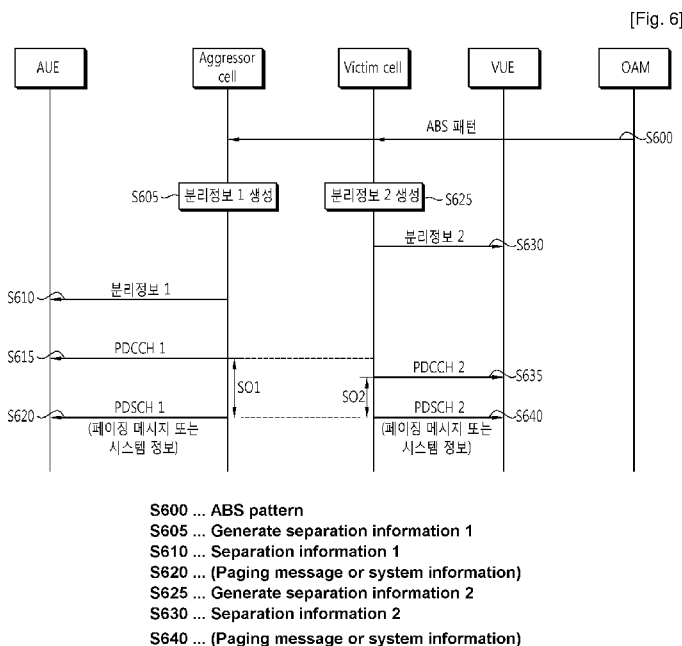 [Fig. 6]
AUE
Aggressor
cell
Victim cell
VUE
OAM
ABS 패턴
S600
S605
분리정보 1 생성
분리정보 2 생성
S625
분리정보 2
S630
분리정보 1
S610
PDCCH 1
S615
PDCCH 2
S635
SO1
SO2
PDSCH 1
S620
(페이징 메시지 또는
시스템 정보)
PDSCH 2
S640
(페이징 메시지 또는
시스템 정보)
S600 ... ABS pattern
S605 ... Generate separation information 1
S610 ... Separation information 1
S620 ... (Paging message or system information)
S625 ... Generate separation information 2
S630 ... Separation information 2
S640 ... (Paging message or system information)